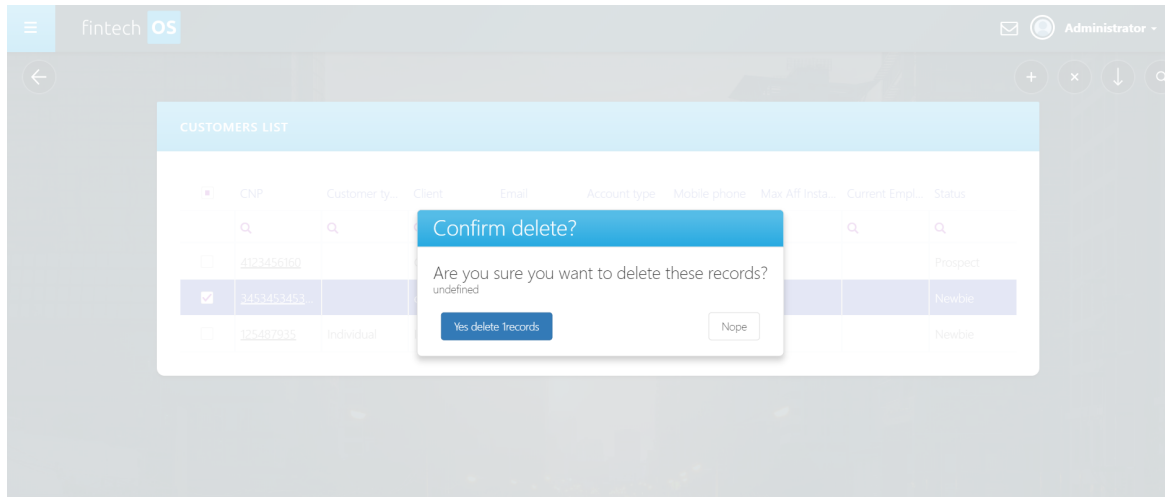 fintech OS
Administrator
CUSTOMERS LIST
CNP Customer ty... Client Email Account type Mobile phone Max Aff Insta... Current Empl... Status
Confirm delete?
Are you sure you want to delete these records?
undefined
Yes delete 1records Nope
4123456160 Prospect
3453453453... Newbie
125487935 Individual Newbie